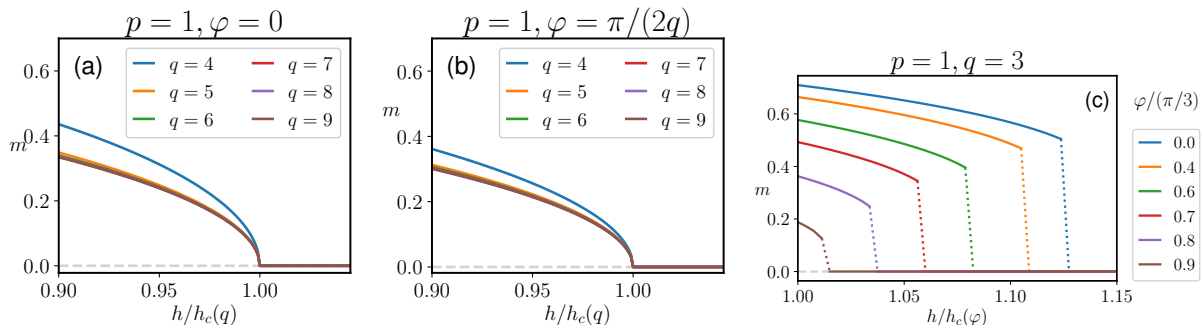 p = 1, φ = 0
(a)
q = 4
q = 5
q = 6
q = 7
q = 8
q = 9
m
0.6
0.4
0.2
0.0
0.90
0.95
1.00
h/h_c(q)
p = 1, φ = π/(2q)
(b)
q = 4
q = 5
q = 6
q = 7
q = 8
q = 9
m
0.6
0.4
0.2
0.0
0.90
0.95
1.00
h/h_c(q)
p = 1, q = 3
(c)
m
0.6
0.4
0.2
0.0
1.00
1.05
1.10
1.15
h/h_c(φ)
φ/(π/3)
0.0
0.4
0.6
0.7
0.8
0.9